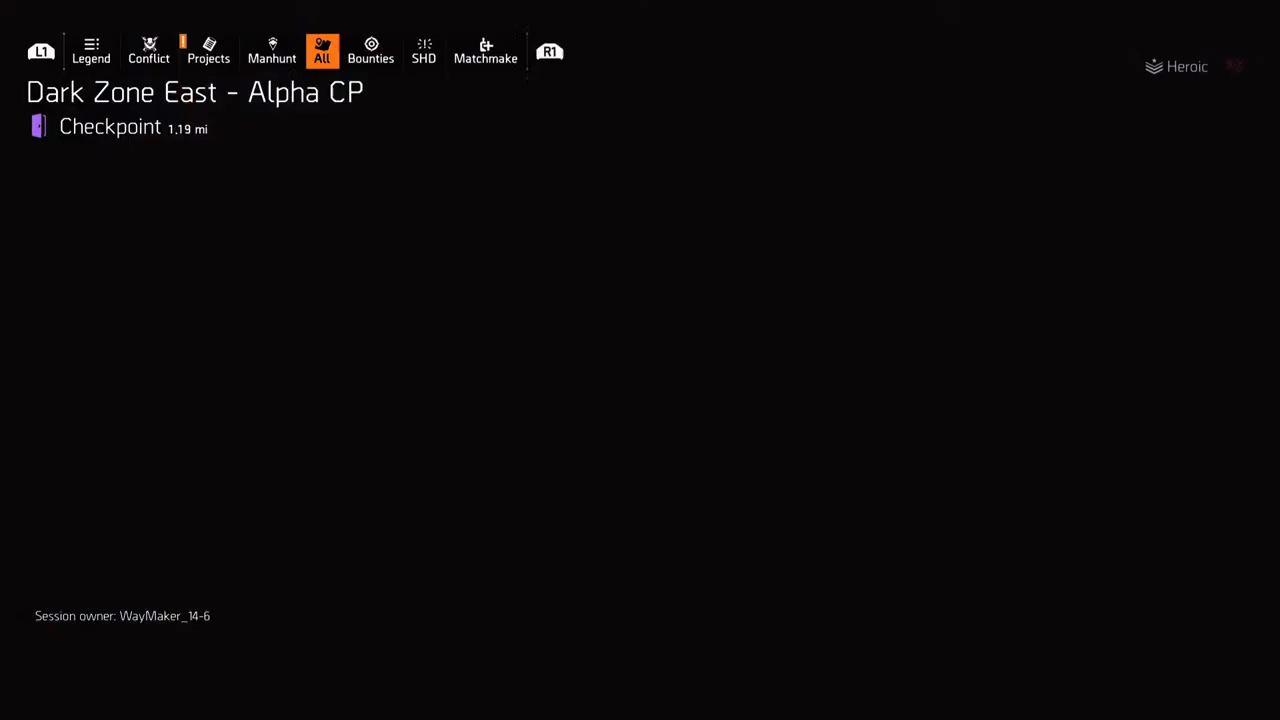 L1 Legend Conflict Projects Manhunt All Bounties SHD Matchmake R1
Heroic
Dark Zone East - Alpha CP
Checkpoint 1.19 mi
Session owner: WayMaker_14-6